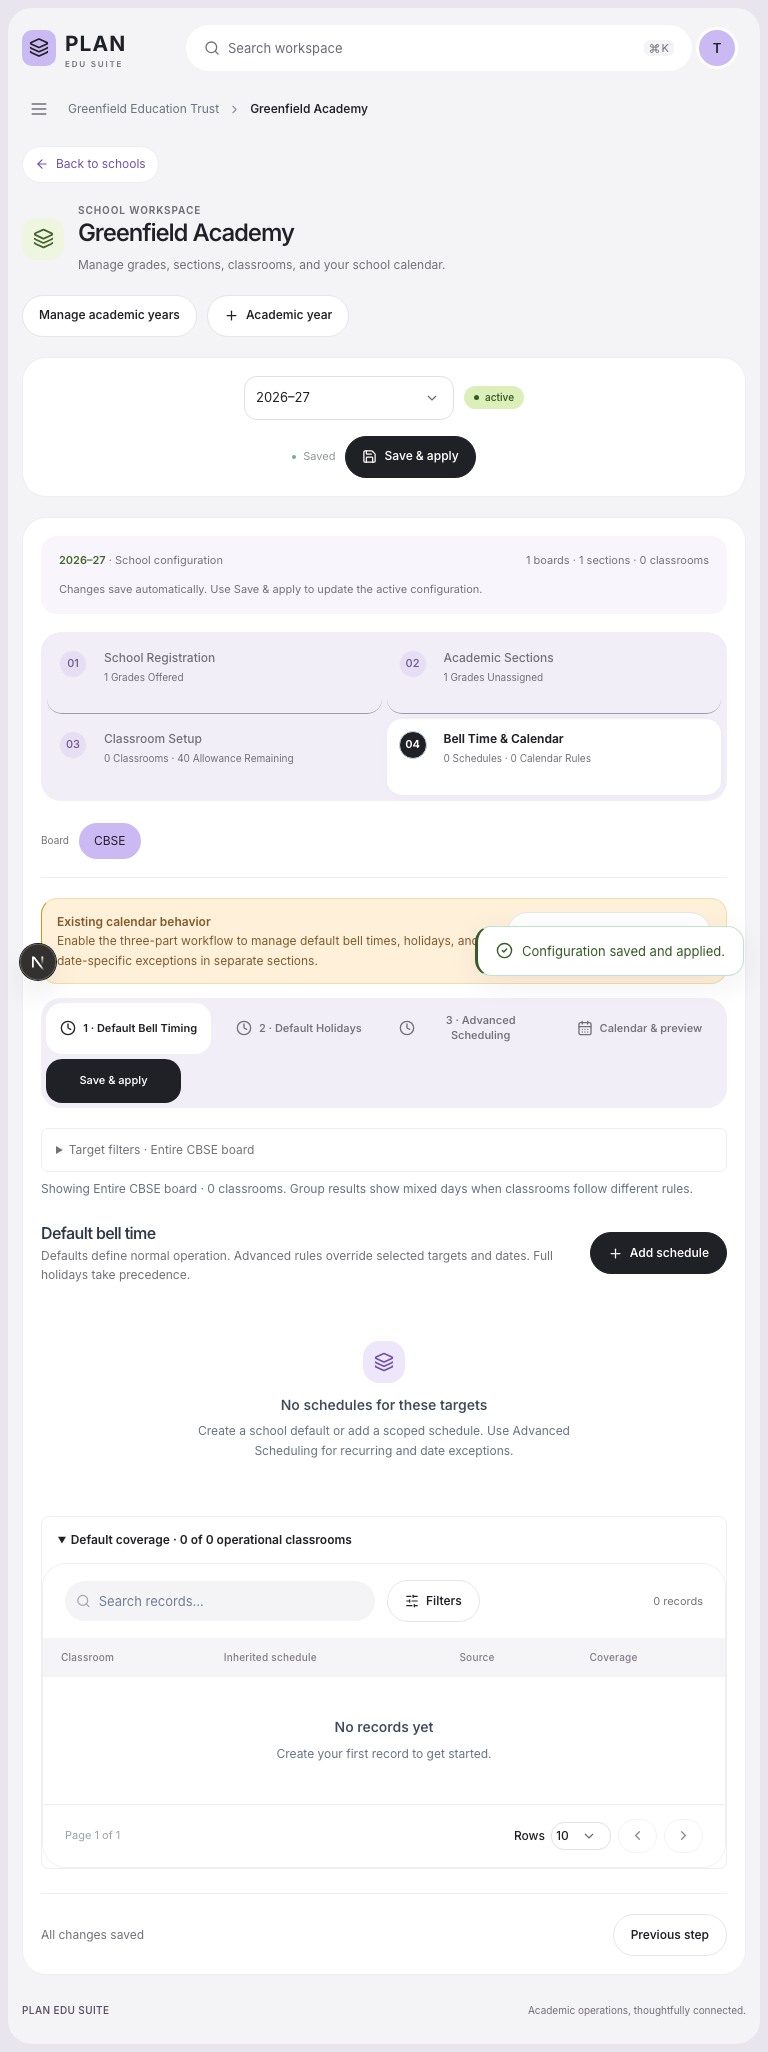 PLAN
EDU SUITE
Search workspace
⌘K
T
Greenfield Education Trust > Greenfield Academy
Back to schools
SCHOOL WORKSPACE
Greenfield Academy
Manage grades, sections, classrooms, and your school calendar.
Manage academic years
Academic year
2026–27
active
Saved
Save & apply
2026–27 · School configuration
1 boards · 1 sections · 0 classrooms
Changes save automatically. Use Save & apply to update the active configuration.
01
School Registration
1 Grades Offered
02
Academic Sections
1 Grades Unassigned
03
Classroom Setup
0 Classrooms · 40 Allowance Remaining
04
Bell Time & Calendar
0 Schedules · 0 Calendar Rules
Board
CBSE
Existing calendar behavior
Enable the three-part workflow to manage default bell times, holidays, and
date-specific exceptions in separate sections.
Configuration saved and applied.
N
1 · Default Bell Timing
2 · Default Holidays
3 · Advanced
Scheduling
Calendar & preview
Save & apply
Target filters · Entire CBSE board
Showing Entire CBSE board · 0 classrooms. Group results show mixed days when classrooms follow different rules.
Default bell time
Defaults define normal operation. Advanced rules override selected targets and dates. Full
holidays take precedence.
Add schedule
No schedules for these targets
Create a school default or add a scoped schedule. Use Advanced
Scheduling for recurring and date exceptions.
Default coverage · 0 of 0 operational classrooms
Search records...
Filters
0 records
Classroom
Inherited schedule
Source
Coverage
No records yet
Create your first record to get started.
Page 1 of 1
Rows
10
All changes saved
Previous step
PLAN EDU SUITE
Academic operations, thoughtfully connected.